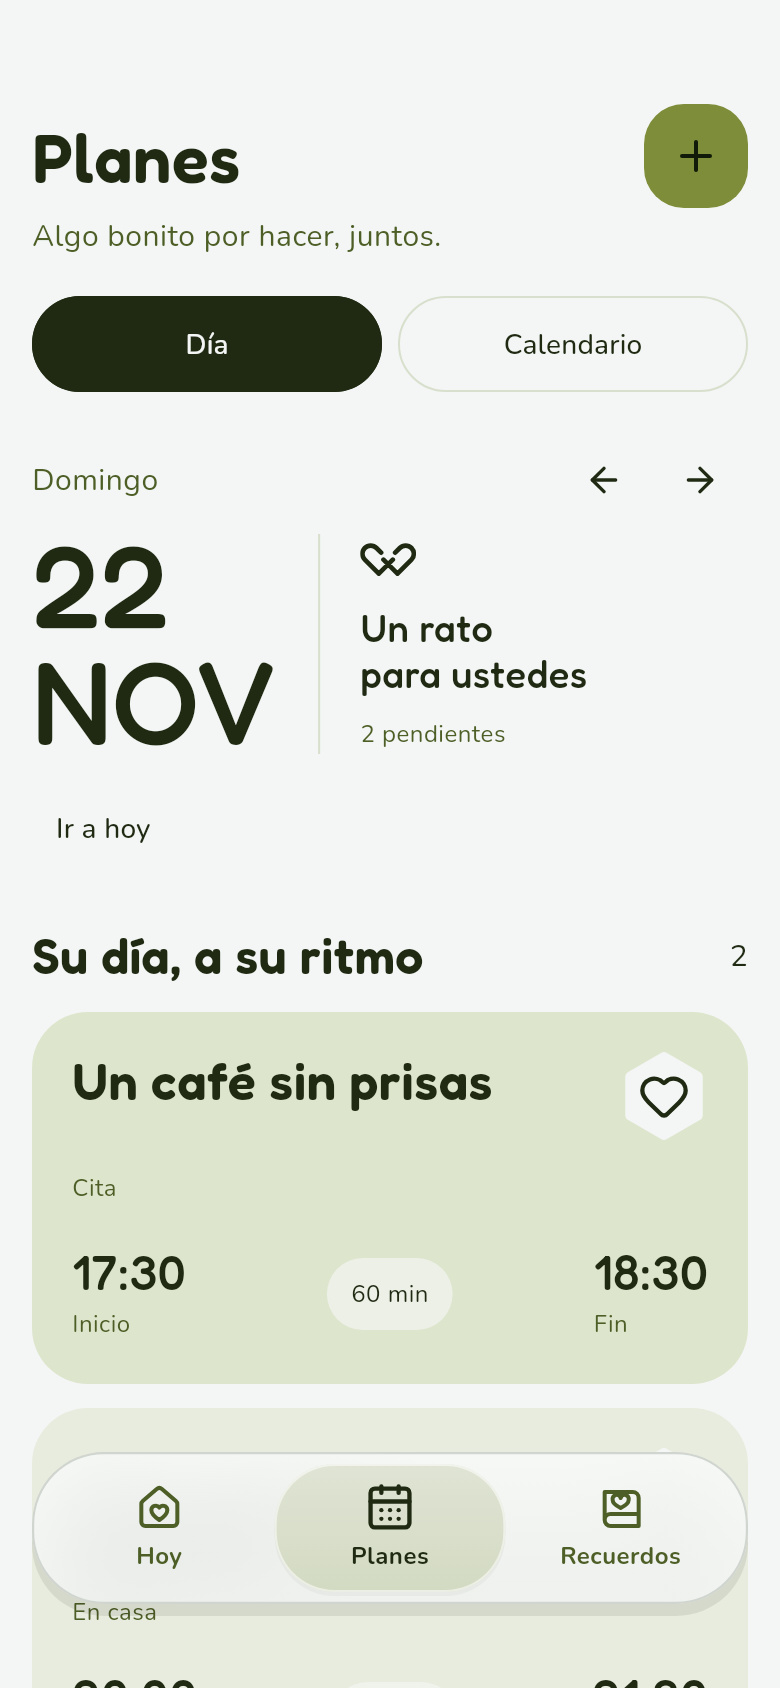 Planes
Algo bonito por hacer, juntos.
Día
Calendario
Domingo
22
NOV
Un rato
para ustedes
2 pendientes
Ir a hoy
Su día, a su ritmo
2
Un café sin prisas
Cita
17:30
60 min
18:30
Inicio
Fin
Hoy
Planes
Recuerdos
En casa